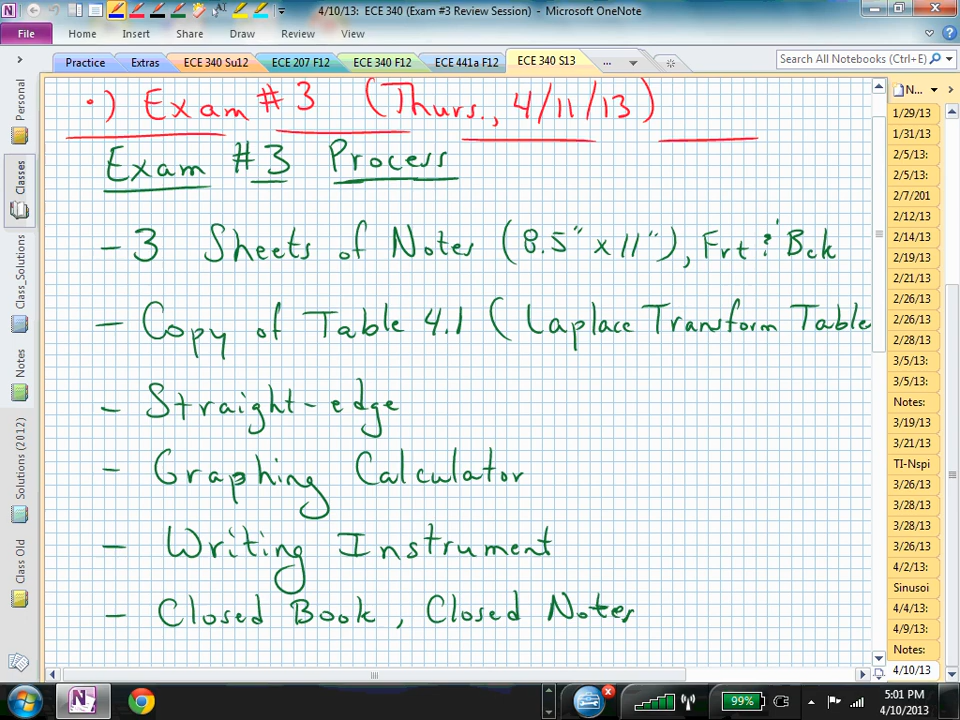 4/10/13: ECE 340 (Exam #3 Review Session) - Microsoft OneNote
File Home Insert Share Draw Review View
Practice Extras ECE 340 Su12 ECE 207 F12 ECE 340 F12 ECE 441a F12 ECE 340 S13 ... Search All Notebooks (Ctrl+E)
Personal
Classes
Class_Solutions
Notes
Solutions (2012)
Class Old
•) Exam #3 (Thurs., 4/11/13)
Exam #3 Process
- 3 Sheets of Notes (8.5" x 11"), Frt & Bck
- Copy of Table 4.1 (Laplace Transform Table
- Straight-edge
- Graphing Calculator
- Writing Instrument
- Closed Book, Closed Notes
N...
1/29/13
1/31/13
2/5/13:
2/5/13:
2/7/201
2/12/13
2/14/13
2/19/13
2/21/13
2/26/13
2/26/13
2/28/13
3/5/13:
3/5/13:
Notes:
3/19/13
3/21/13
TI-Nspi
3/26/13
3/28/13
3/28/13
3/26/13
4/2/13:
Sinusoi
4/4/13:
4/9/13:
Notes:
4/10/13
99%
5:01 PM
4/10/2013